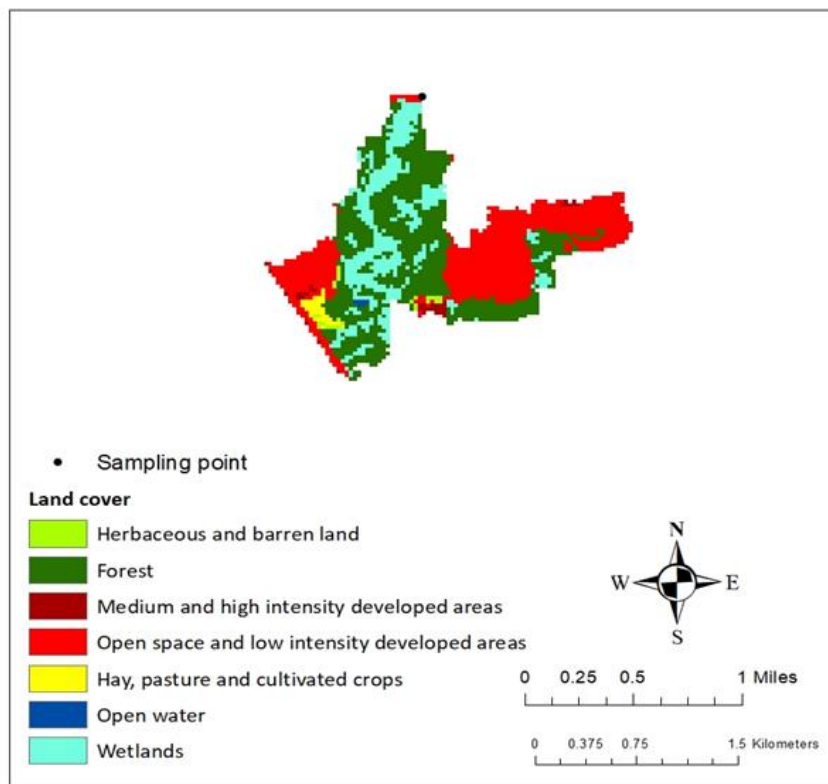 Sampling point
Land cover
Herbaceous and barren land
Forest
Medium and high intensity developed areas
Open space and low intensity developed areas
Hay, pasture and cultivated crops
Open water
Wetlands
N
W E
S
0 0.25 0.5 1 Miles
0 0.375 0.75 1.5 Kilometers